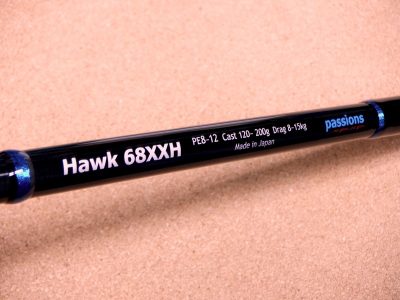 Hawk 68XXH PE8-12 Cast 120-200g Drag 8-15kg passions
Made in Japan